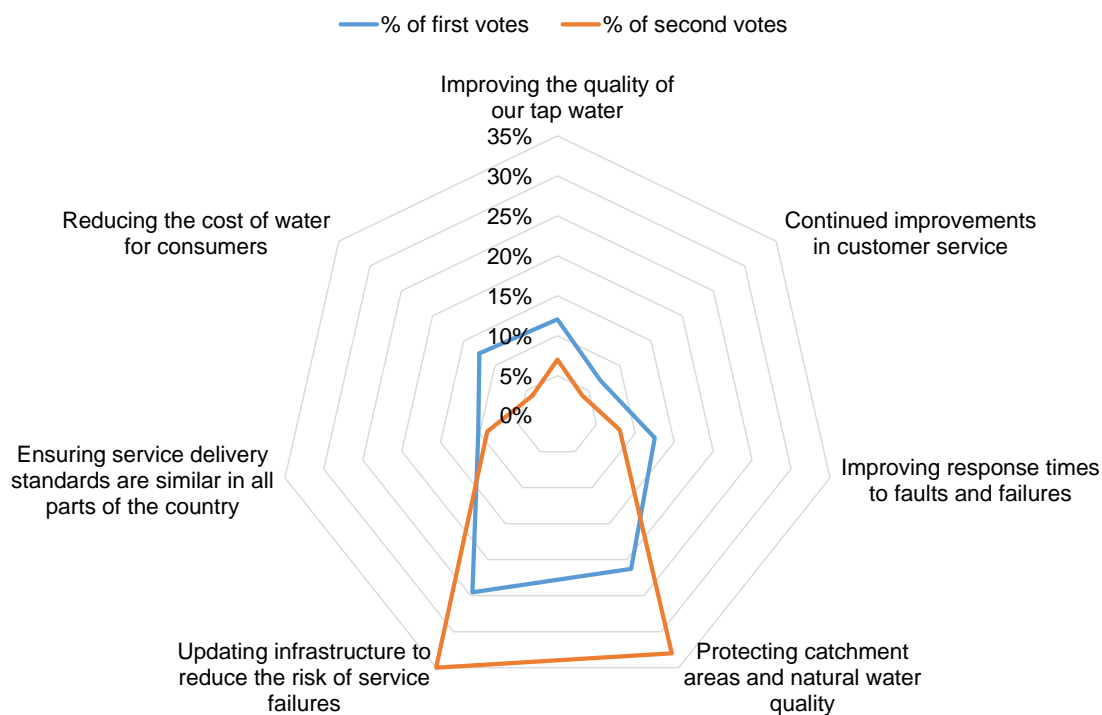 % of first votes
% of second votes
Improving the quality of
our tap water
35%
30%
25%
20%
15%
10%
5%
0%
Continued improvements
in customer service
Improving response times
to faults and failures
Protecting catchment
areas and natural water
quality
Updating infrastructure to
reduce the risk of service
failures
Ensuring service delivery
standards are similar in all
parts of the country
Reducing the cost of water
for consumers